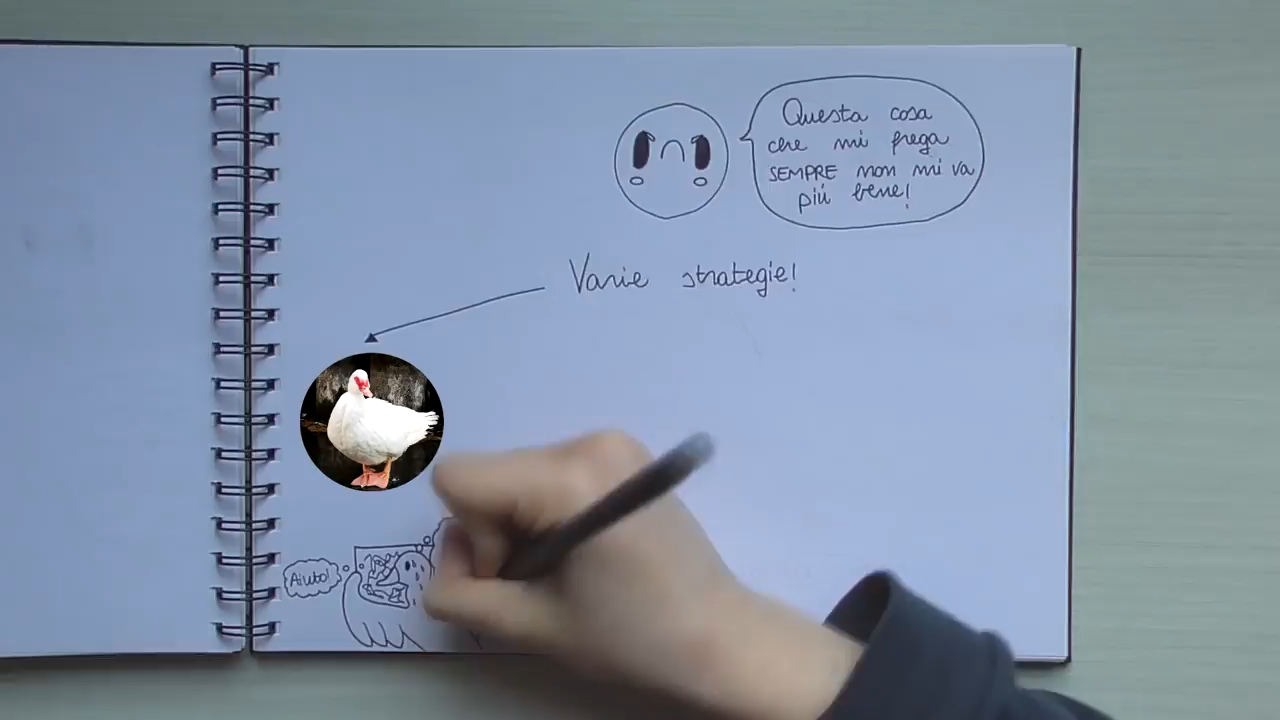 Questa cosa
che mi frega
SEMPRE non mi va
più bene!
Varie strategie!
Aiuto!